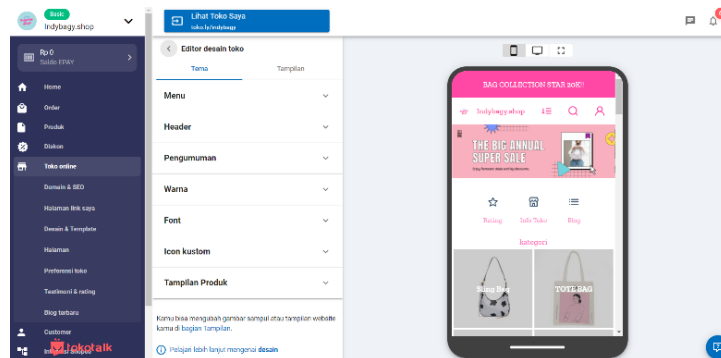 Basic
Indybagy.shop
Rp 0
Saldo KPAY
Home
Order
Produk
Diskon
Toko online
Domain & SEO
Halaman link saya
Desain & Template
Halaman
Preferensi toko
Testimoni & rating
Blog terbaru
Customer
tokotalk
Lihat Toko Saya
toko.ly/indybagy
Editor desain toko
Tema
Tampilan
Menu
Header
Pengumuman
Warna
Font
Icon kustom
Tampilan Produk
Kamu bisa mengubah gambar sampul atau tampilan website
kamu di bagian Tampilan.
Pelajari lebih lanjut mengenai desain
BAG COLLECTION STAR 20K!!
Indybagy.shop
THE BIG ANNUAL
SUPER SALE
Rating
Info Toko
Blog
kategori
Sling Bag
TOTE BAG